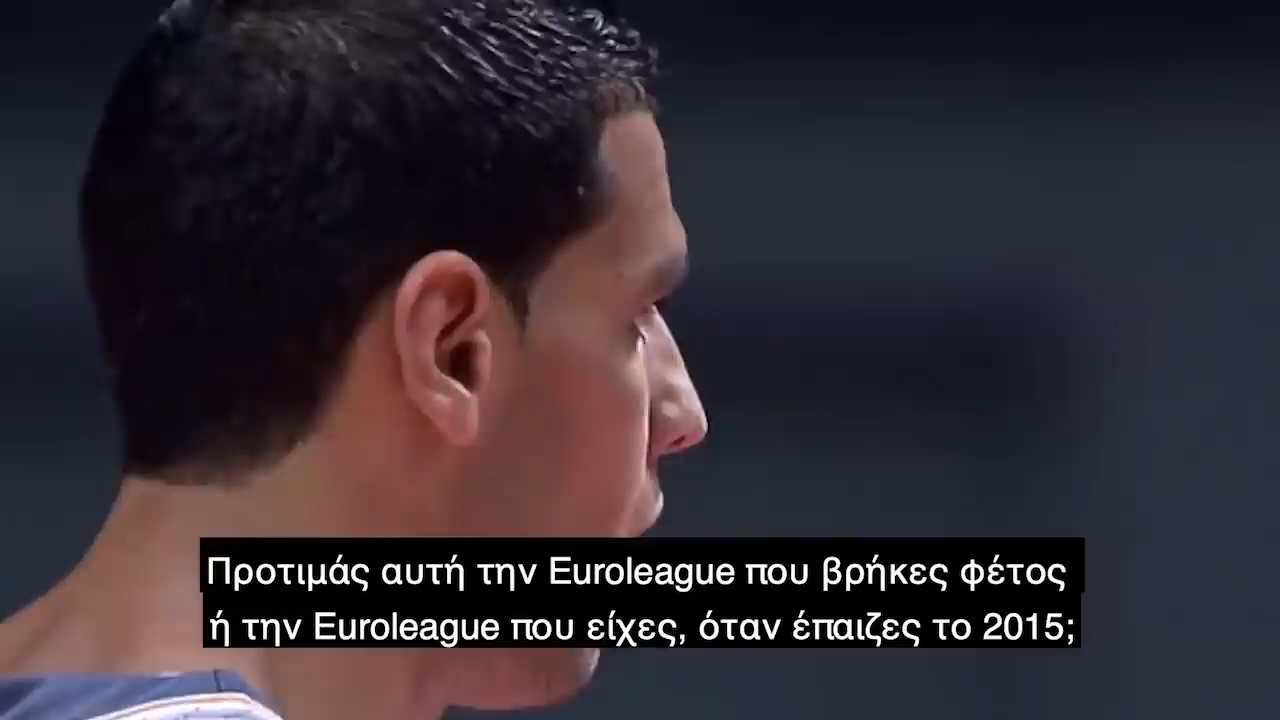 Προτιμάς αυτή την Euroleague που βρήκες φέτος
ή την Euroleague που είχες, όταν έπαιζες το 2015;